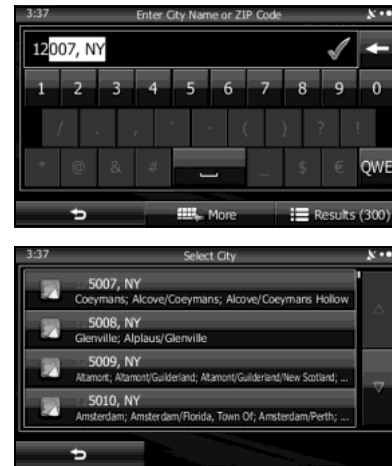 3:37 Enter City Name or ZIP Code
12007, NY
1 2 3 4 5 6 7 8 9 0
/ . , ' - ( ) ? !
* @ & # _ $ € QWE
More Results (300)
3:37 Select City
5007, NY
Coeymans; Alcove/Coeymans; Alcove/Coeymans Hollow
5008, NY
Glenville; Alplaus/Glenville
5009, NY
Altamont; Altamont/Guilderland; Altamont/Guilderland/New Scotland; ...
5010, NY
Amsterdam; Amsterdam/Florida, Town Of; Amsterdam/Perth; ...